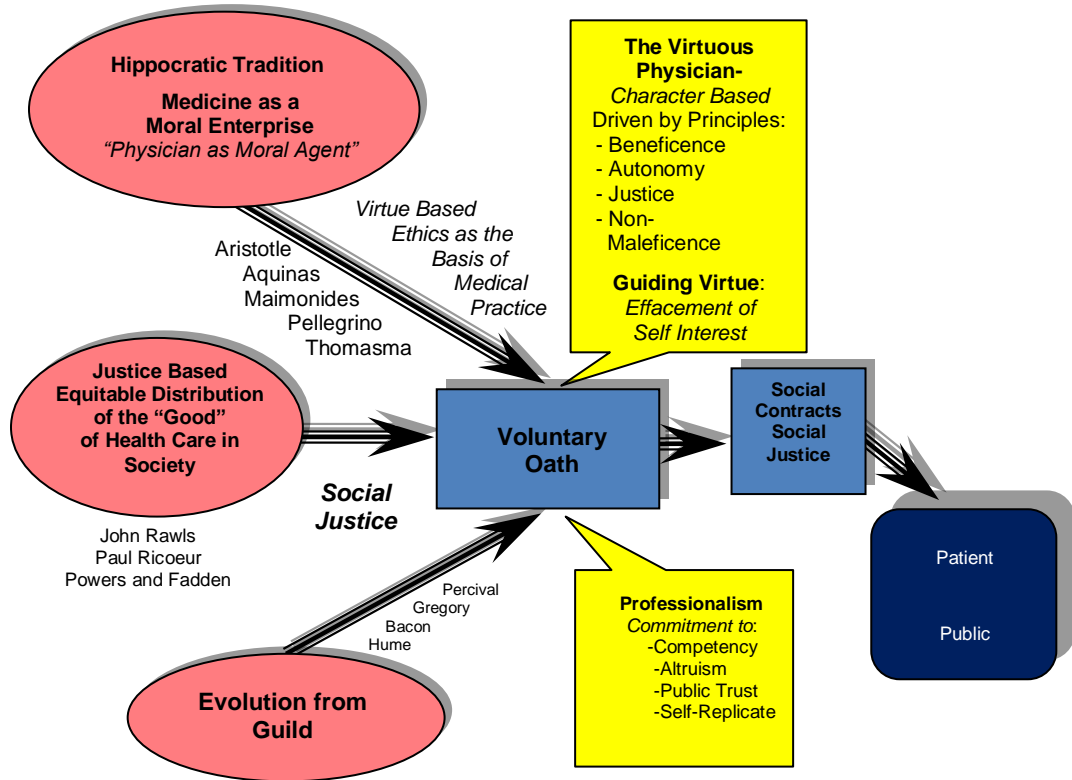 Hippocratic Tradition
Medicine as a
Moral Enterprise
“Physician as Moral Agent”
The Virtuous
Physician-
Character Based
Driven by Principles:
- Beneficence
- Autonomy
- Justice
- Non-
Maleficence
Guiding Virtue:
Effacement of
Self Interest
Virtue Based
Ethics as the
Basis of
Medical
Practice
Aristotle
Aquinas
Maimonides
Pellegrino
Thomasma
Justice Based
Equitable Distribution
of the “Good”
of Health Care in
Society
Voluntary
Oath
Social
Contracts
Social
Justice
Social
Justice
John Rawls
Paul Ricoeur
Powers and Fadden
Patient
Public
Percival
Gregory
Bacon
Hume
Professionalism
Commitment to:
-Competency
-Altruism
-Public Trust
-Self-Replicate
Evolution from
Guild